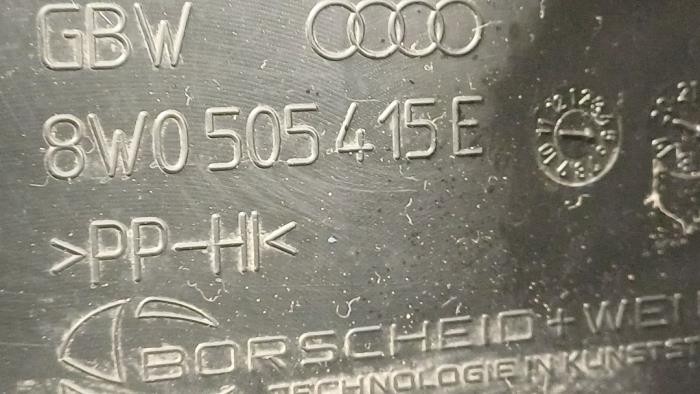 GBW
8W0 505 415 E
>PP-HI<
BORSCHEID + WEI
TECHNOLOGIE IN KUNSTST